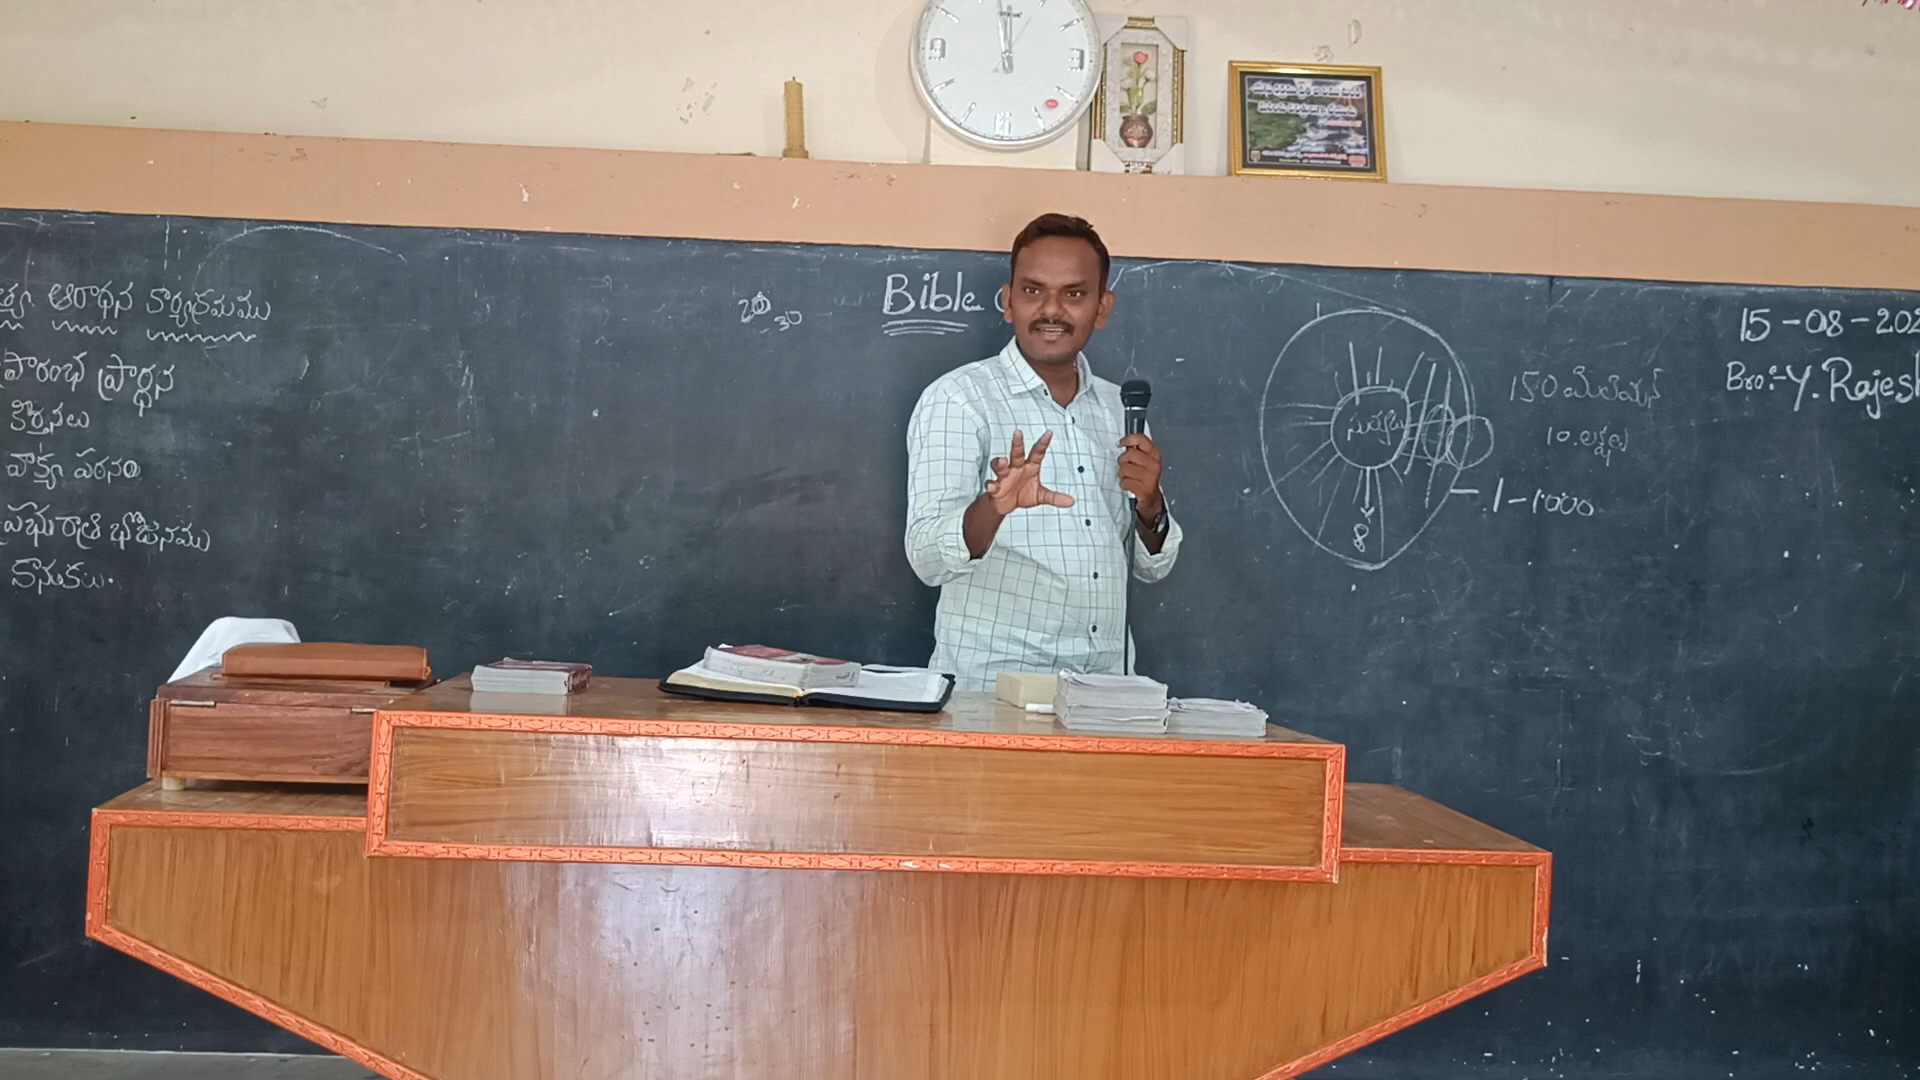 ఆరాధన కార్యక్రమము
ప్రారంభ ప్రార్థన
కీర్తనలు
వాక్య పఠనం
ప్రభురాత్రి భోజనము
కానుకలు.
30
Bible
సూర్యుడు
8
150 మిలియన్
10. లక్షలు
1-1000
15-08-202
Bro:-Y. Rajesh